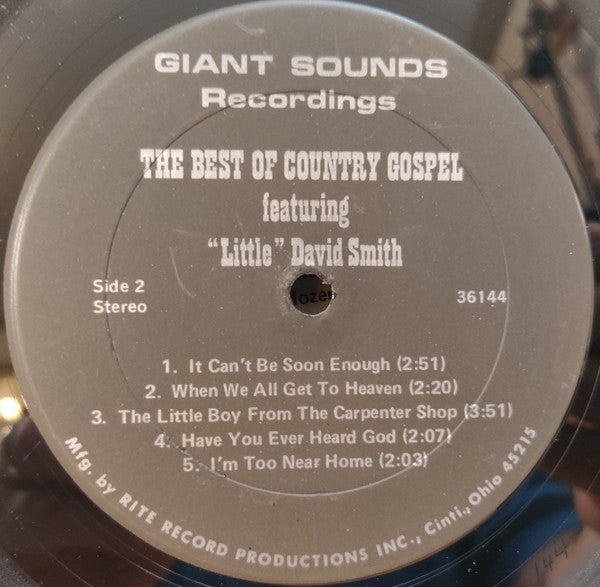 GIANT SOUNDS
Recordings
THE BEST OF COUNTRY GOSPEL
featuring
“Little” David Smith
Side 2
Stereo
36144
1. It Can't Be Soon Enough (2:51)
2. When We All Get To Heaven (2:20)
3. The Little Boy From The Carpenter Shop (3:51)
4. Have You Ever Heard God (2:07)
5. I'm Too Near Home (2:03)
Mfg. by RITE RECORD PRODUCTIONS INC., Cinti, Ohio 45215